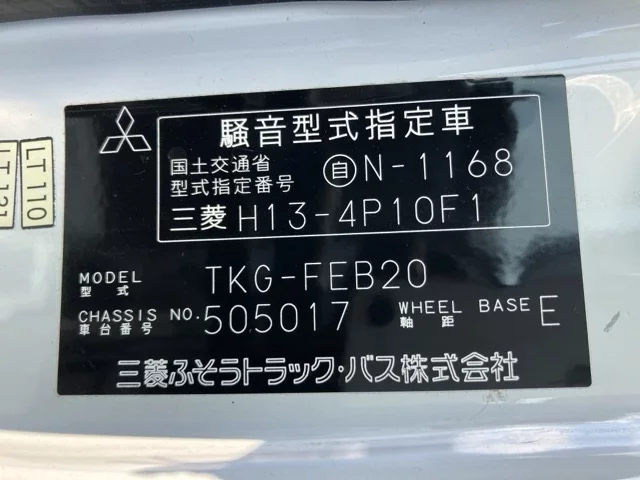 騒音型式指定車
国土交通省
型式指定番号 自 N-1168
三菱 H13-4P10F1
MODEL TKG-FEB20
型式
CHASSIS NO. 505017 WHEEL BASE E
車台番号 軸距
三菱ふそうトラック・バス株式会社
LT110
LT121